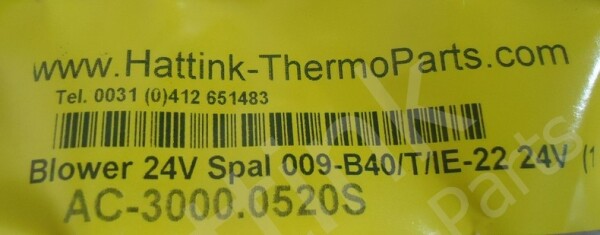 www.Hattink-ThermoParts.com
Tel. 0031 (0)412 651483
Blower 24V Spal 009-B40/T/IE-22 24V (1
AC-3000.0520S